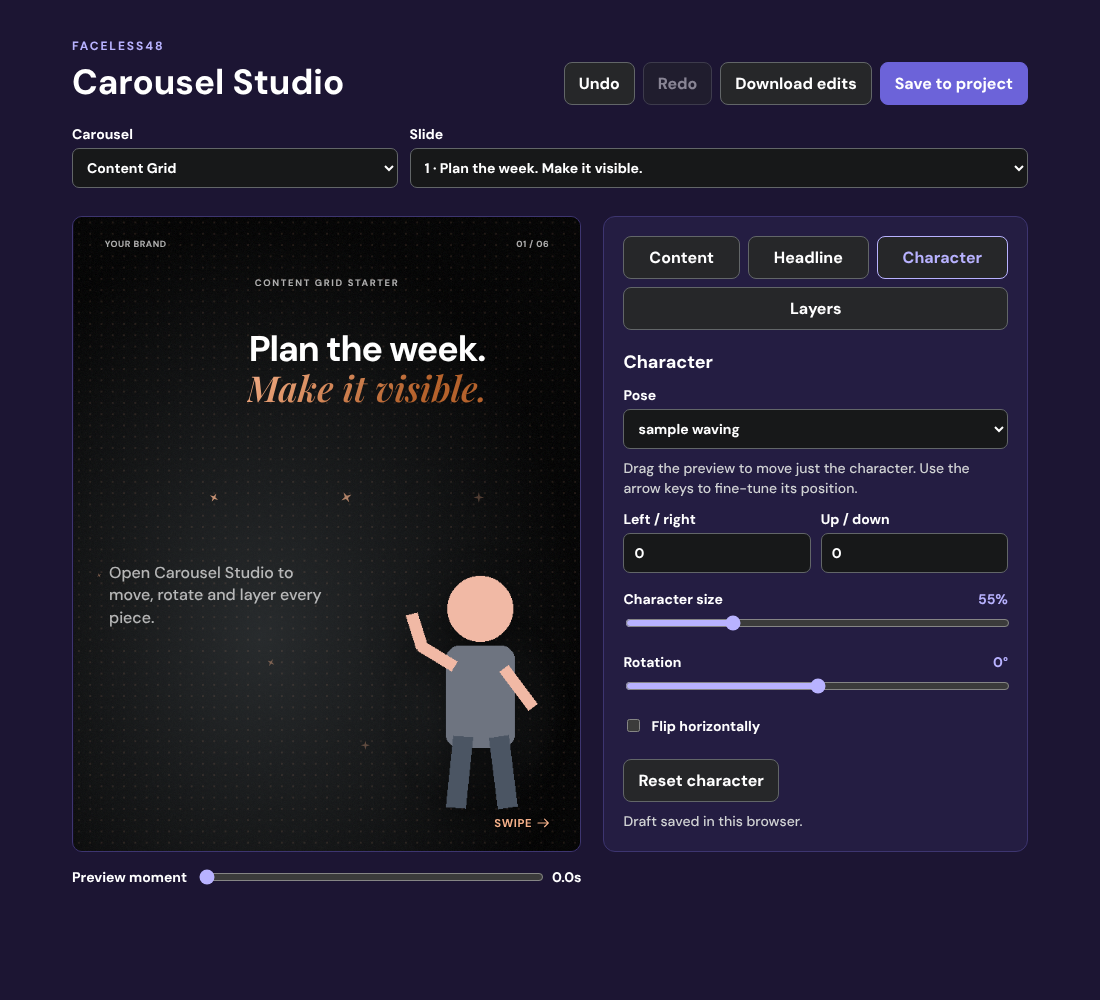 FACELESS48
Carousel Studio
Undo
Redo
Download edits
Save to project
Carousel
Slide
Content Grid
1 · Plan the week. Make it visible.
YOUR BRAND
01 / 06
CONTENT GRID STARTER
Plan the week.
Make it visible.
Open Carousel Studio to
move, rotate and layer every
piece.
SWIPE →
Preview moment
0.0s
Content
Headline
Character
Layers
Character
Pose
sample waving
Drag the preview to move just the character. Use the
arrow keys to fine-tune its position.
Left / right
Up / down
0
0
Character size
55%
Rotation
0°
Flip horizontally
Reset character
Draft saved in this browser.